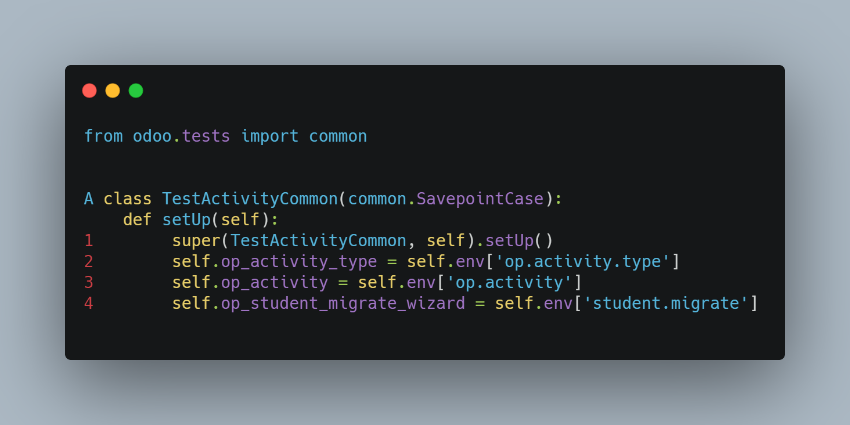 from odoo.tests import common
A class TestActivityCommon(common.SavepointCase):
    def setUp(self):
1        super(TestActivityCommon, self).setUp()
2        self.op_activity_type = self.env['op.activity.type']
3        self.op_activity = self.env['op.activity']
4        self.op_student_migrate_wizard = self.env['student.migrate']